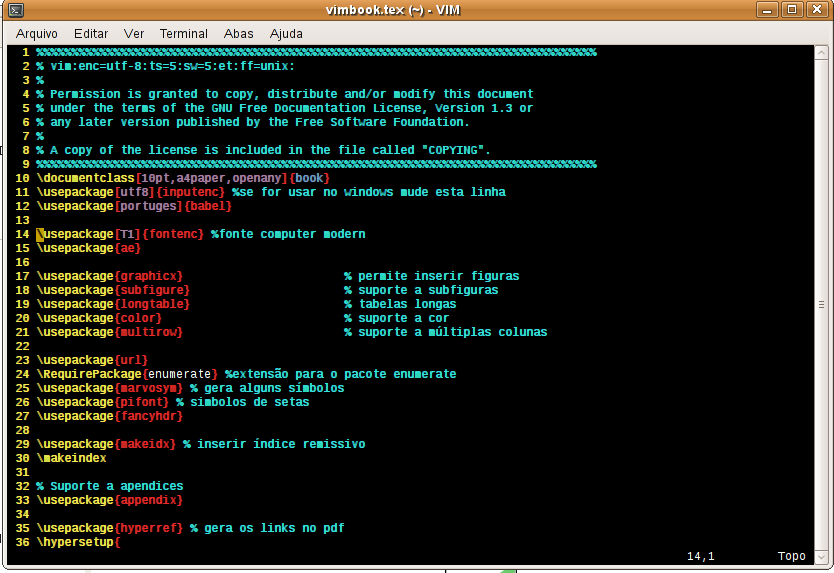 vimbook.tex (~) - VIM
Arquivo Editar Ver Terminal Abas Ajuda
1 %%%%%%%%%%%%%%%%%%%%%%%%%%%%%%%%%%%%%%%%%%%%%%%%%%%%%%%%%%%%%%%%%%%%%%%%%%%%%%%%%%
2 % vim:enc=utf-8:ts=5:sw=5:et:ff=unix:
3 %
4 % Permission is granted to copy, distribute and/or modify this document
5 % under the terms of the GNU Free Documentation License, Version 1.3 or
6 % any later version published by the Free Software Foundation.
7 %
8 % A copy of the license is included in the file called "COPYING".
9 %%%%%%%%%%%%%%%%%%%%%%%%%%%%%%%%%%%%%%%%%%%%%%%%%%%%%%%%%%%%%%%%%%%%%%%%%%%%%%%%%%
10 \documentclass[10pt,a4paper,openany]{book}
11 \usepackage[utf8]{inputenc} %se for usar no windows mude esta linha
12 \usepackage[portuges]{babel}
13
14 \usepackage[T1]{fontenc} %fonte computer modern
15 \usepackage{ae}
16
17 \usepackage{graphicx} % permite inserir figuras
18 \usepackage{subfigure} % suporte a subfiguras
19 \usepackage{longtable} % tabelas longas
20 \usepackage{color} % suporte a cor
21 \usepackage{multirow} % suporte a múltiplas colunas
22
23 \usepackage{url}
24 \RequirePackage{enumerate} %extensão para o pacote enumerate
25 \usepackage{marvosym} % gera alguns símbolos
26 \usepackage{pifont} % simbolos de setas
27 \usepackage{fancyhdr}
28
29 \usepackage{makeidx} % inserir índice remissivo
30 \makeindex
31
32 % Suporte a apendices
33 \usepackage{appendix}
34
35 \usepackage{hyperref} % gera os links no pdf
36 \hypersetup{
14,1 Topo